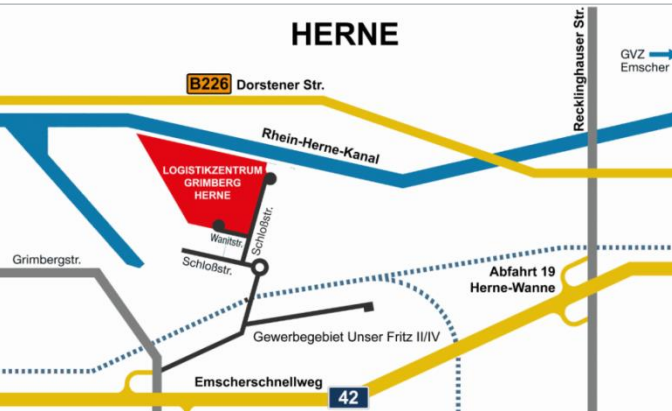 HERNE
Recklinghauser Str.
GVZ
Emscher
B226 Dorstener Str.
Rhein-Herne-Kanal
LOGISTIKZENTRUM
GRIMBERG
HERNE
Wanitstr.
Schloßstr.
Schloßstr.
Grimbergstr.
Abfahrt 19
Herne-Wanne
Gewerbegebiet Unser Fritz II/IV
Emscherschnellweg
42